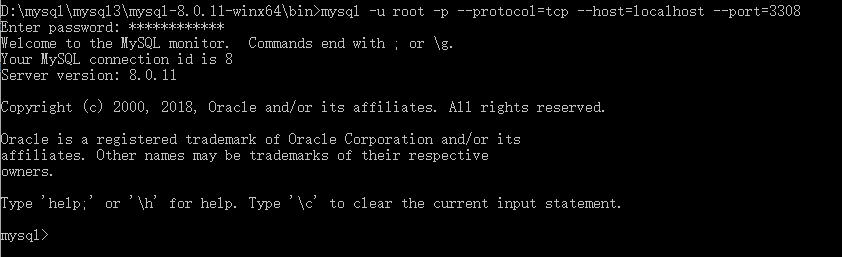 D:\mysql\mysql3\mysql-8.0.11-winx64\bin>mysql -u root -p --protocol=tcp --host=localhost --port=3308
Enter password: ************
Welcome to the MySQL monitor.  Commands end with ; or \g.
Your MySQL connection id is 8
Server version: 8.0.11
Copyright (c) 2000, 2018, Oracle and/or its affiliates. All rights reserved.
Oracle is a registered trademark of Oracle Corporation and/or its
affiliates. Other names may be trademarks of their respective
owners.
Type 'help;' or '\h' for help. Type '\c' to clear the current input statement.
mysql>